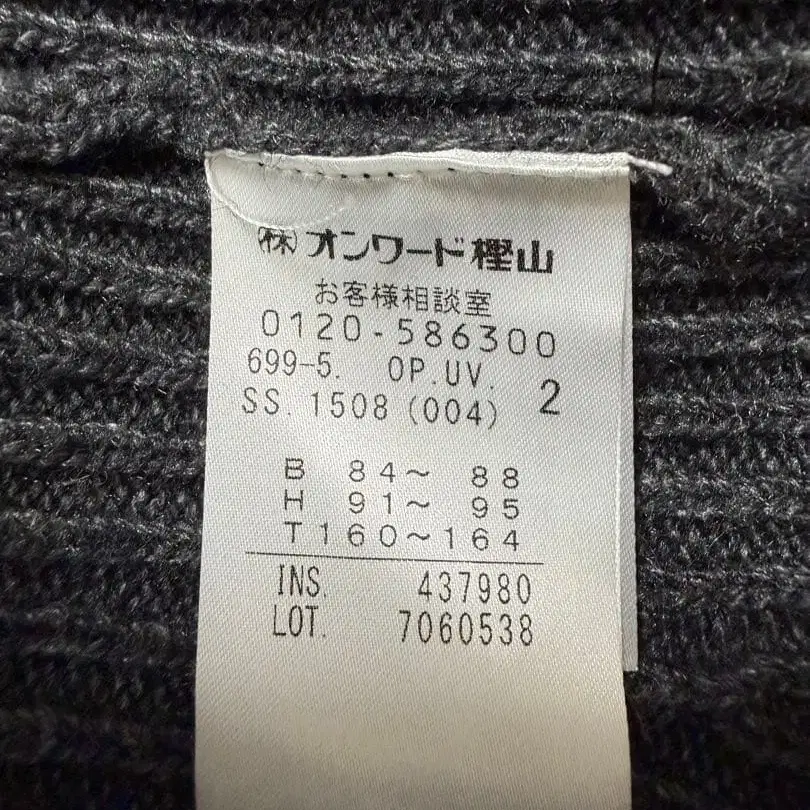 ㈱オンワード樫山
お客様相談室
0120-586300
699-5. OP.UV.
SS. 1508 (004) 2
B 84～ 88
H 91～ 95
T160～164
INS. 437980
LOT. 7060538